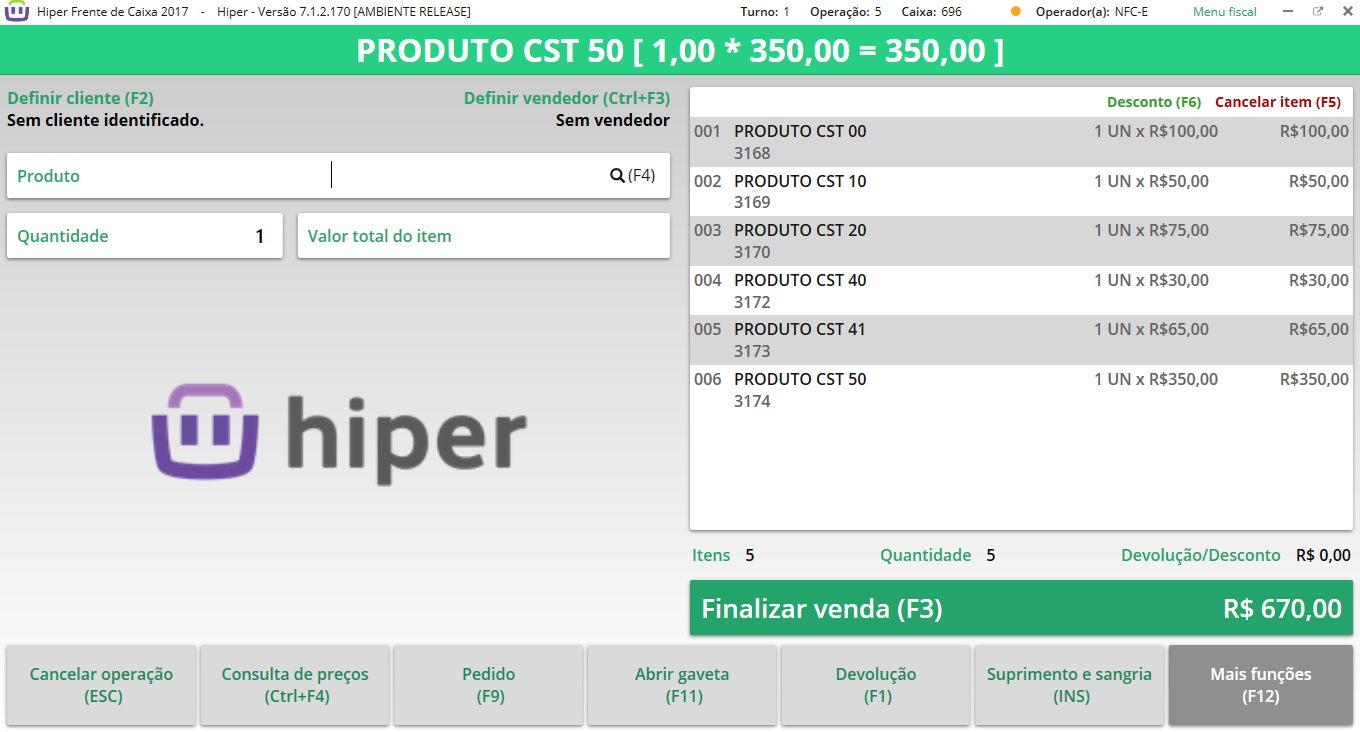 Hiper Frente de Caixa 2017 - Hiper - Versão 7.1.2.170 [AMBIENTE RELEASE] Turno: 1 Operação: 5 Caixa: 696 Operador(a): NFC-E Menu fiscal
PRODUTO CST 50 [ 1,00 * 350,00 = 350,00 ]
Definir cliente (F2) Definir vendedor (Ctrl+F3)
Sem cliente identificado. Sem vendedor
Produto (F4)
Quantidade 1 Valor total do item
hiper
Desconto (F6) Cancelar item (F5)
001 PRODUTO CST 00 1 UN x R$100,00 R$100,00
3168
002 PRODUTO CST 10 1 UN x R$50,00 R$50,00
3169
003 PRODUTO CST 20 1 UN x R$75,00 R$75,00
3170
004 PRODUTO CST 40 1 UN x R$30,00 R$30,00
3172
005 PRODUTO CST 41 1 UN x R$65,00 R$65,00
3173
006 PRODUTO CST 50 1 UN x R$350,00 R$350,00
3174
Itens 5 Quantidade 5 Devolução/Desconto R$ 0,00
Finalizar venda (F3) R$ 670,00
Cancelar operação
(ESC)
Consulta de preços
(Ctrl+F4)
Pedido
(F9)
Abrir gaveta
(F11)
Devolução
(F1)
Suprimento e sangria
(INS)
Mais funções
(F12)